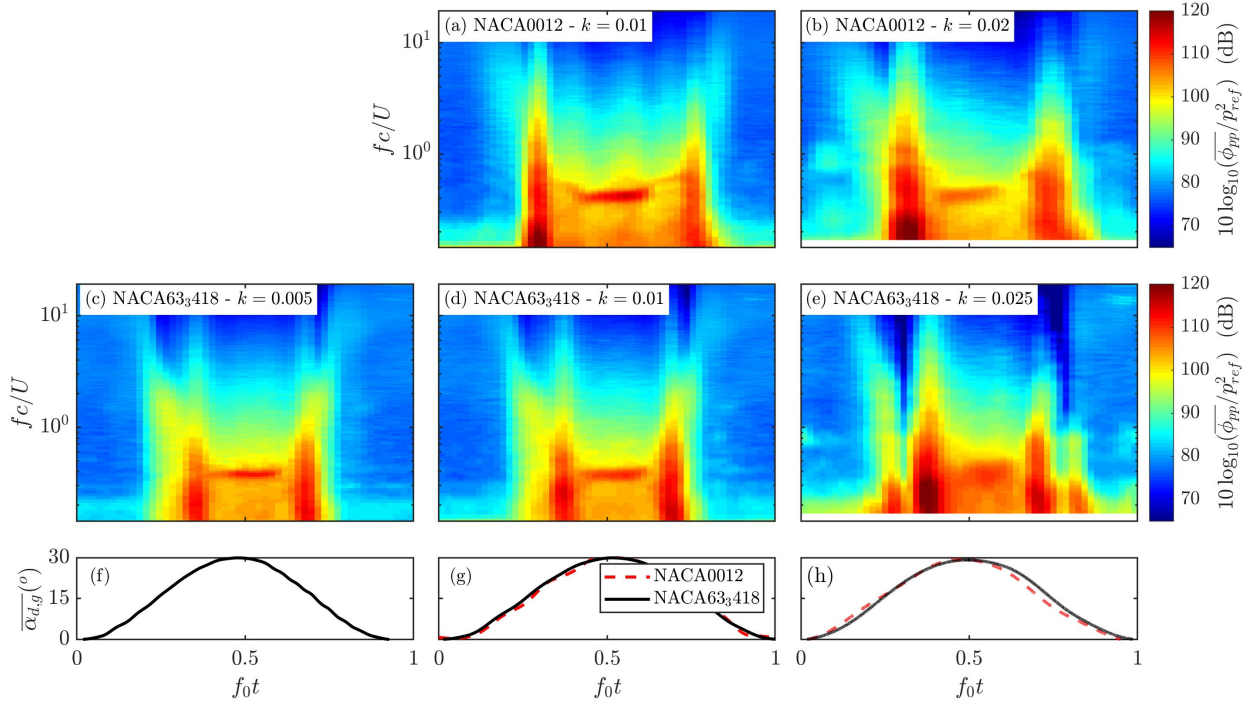 (a) NACA0012 - k = 0.01
(b) NACA0012 - k = 0.02
10¹
10⁰
fc/U
120
110
100
90
80
70
10 log₁₀(φₚₚ/p²ᵣₑf) (dB)
(c) NACA63₃418 - k = 0.005
(d) NACA63₃418 - k = 0.01
(e) NACA63₃418 - k = 0.025
10¹
10⁰
fc/U
120
110
100
90
80
70
10 log₁₀(φₚₚ/p²ᵣₑf) (dB)
30
15
0
α_d,g(°)
(f)
(g)
NACA0012
NACA63₃418
(h)
0 0.5 1
0 0.5 1
0 0.5 1
f₀t
f₀t
f₀t